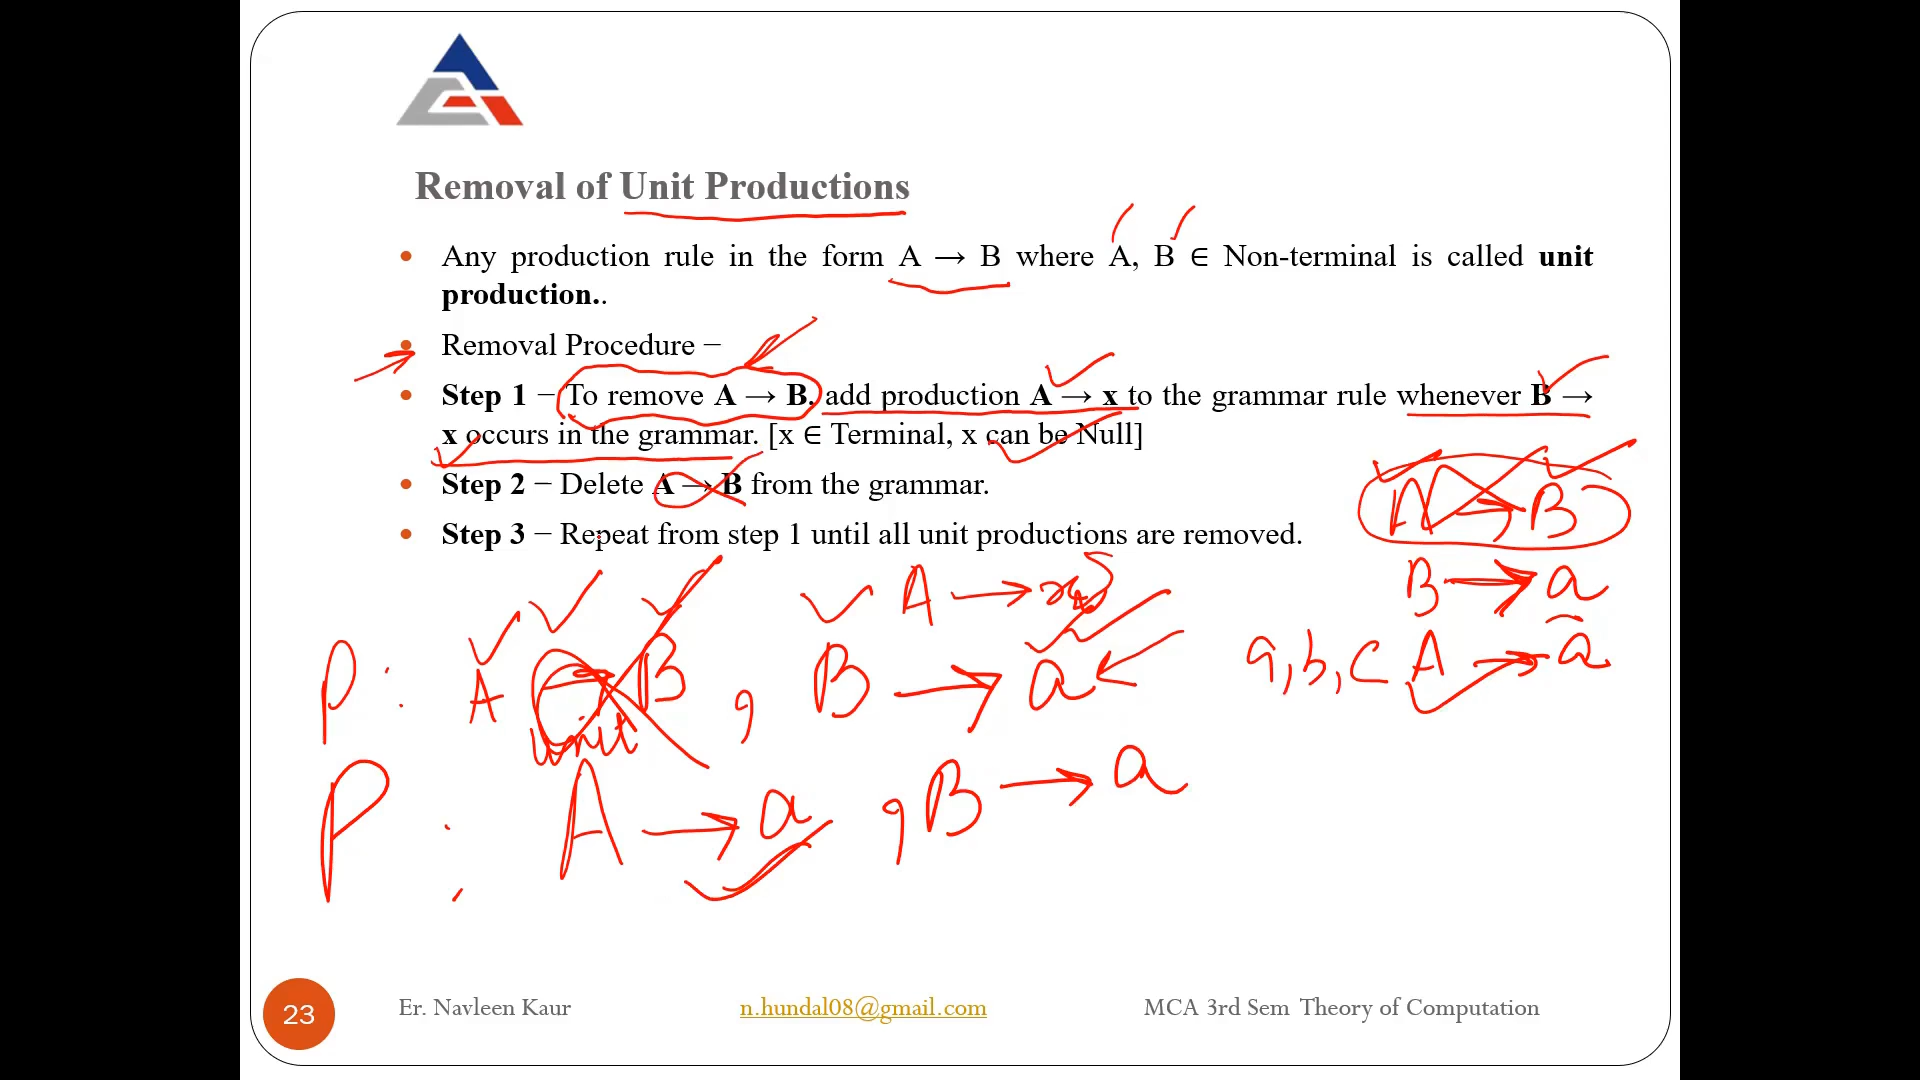 Removal of Unit Productions
• Any production rule in the form A → B where A, B ∈ Non-terminal is called unit
production..
• Removal Procedure −
• Step 1 − To remove A → B, add production A → x to the grammar rule whenever B →
x occurs in the grammar. [x ∈ Terminal, x can be Null]
• Step 2 − Delete A → B from the grammar.
A → B
• Step 3 − Repeat from step 1 until all unit productions are removed.
A →
B → a
P : A → B , B → a
a, b, c A → a
unit
P : A → a , B → a
23
Er. Navleen Kaur
n.hundal08@gmail.com
MCA 3rd Sem Theory of Computation